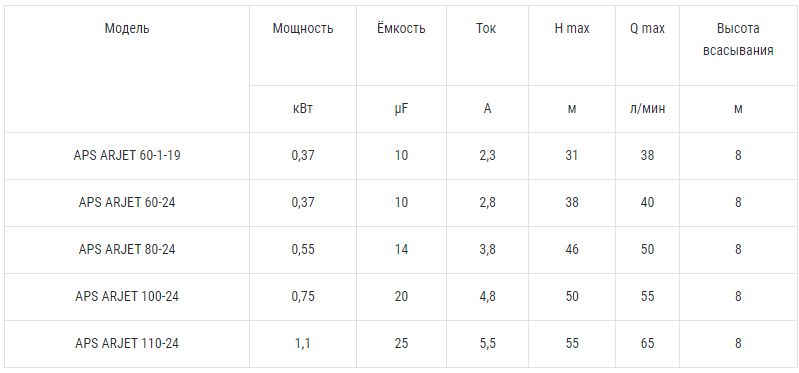 Модель Мощность Ёмкость Ток H max Q max Высота
всасывания
кВт μF А м л/мин м
APS ARJET 60-1-19 0,37 10 2,3 31 38 8
APS ARJET 60-24 0,37 10 2,8 38 40 8
APS ARJET 80-24 0,55 14 3,8 46 50 8
APS ARJET 100-24 0,75 20 4,8 50 55 8
APS ARJET 110-24 1,1 25 5,5 55 65 8